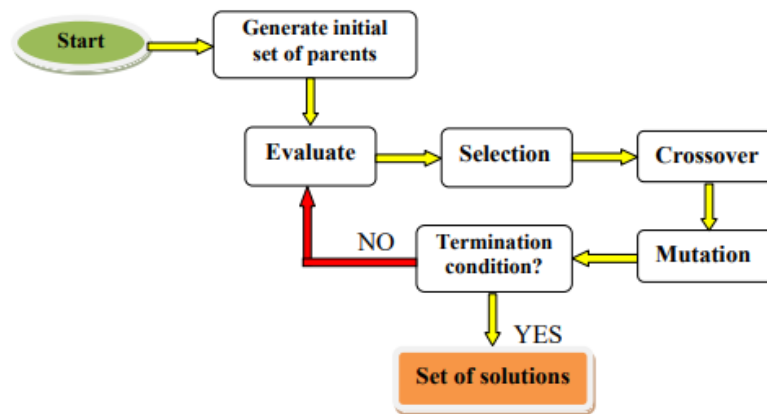 Start
Generate initial
set of parents
Evaluate
Selection
Crossover
NO
Termination
condition?
Mutation
YES
Set of solutions